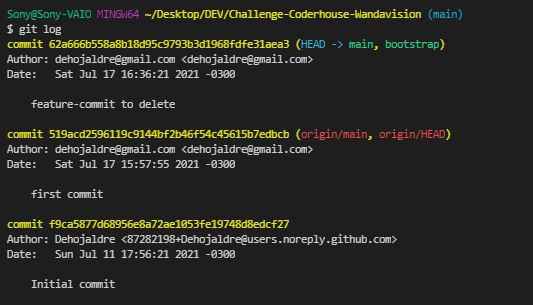 Sony@Sony-VAIO MINGW64 ~/Desktop/DEV/Challenge-Coderhouse-Wandavision (main)
$ git log
commit 62a666b558a8b18d95c9793b3d1968fdfe31aea3 (HEAD -> main, bootstrap)
Author: dehojaldre@gmail.com <dehojaldre@gmail.com>
Date:   Sat Jul 17 16:36:21 2021 -0300
    feature-commit to delete
commit 519acd2596119c9144bf2b46f54c45615b7edbcb (origin/main, origin/HEAD)
Author: dehojaldre@gmail.com <dehojaldre@gmail.com>
Date:   Sat Jul 17 15:57:55 2021 -0300
    first commit
commit f9ca5877d68956e8a72ae1053fe19748d8edcf27
Author: Dehojaldre <87282198+Dehojaldre@users.noreply.github.com>
Date:   Sun Jul 11 17:56:21 2021 -0300
    Initial commit